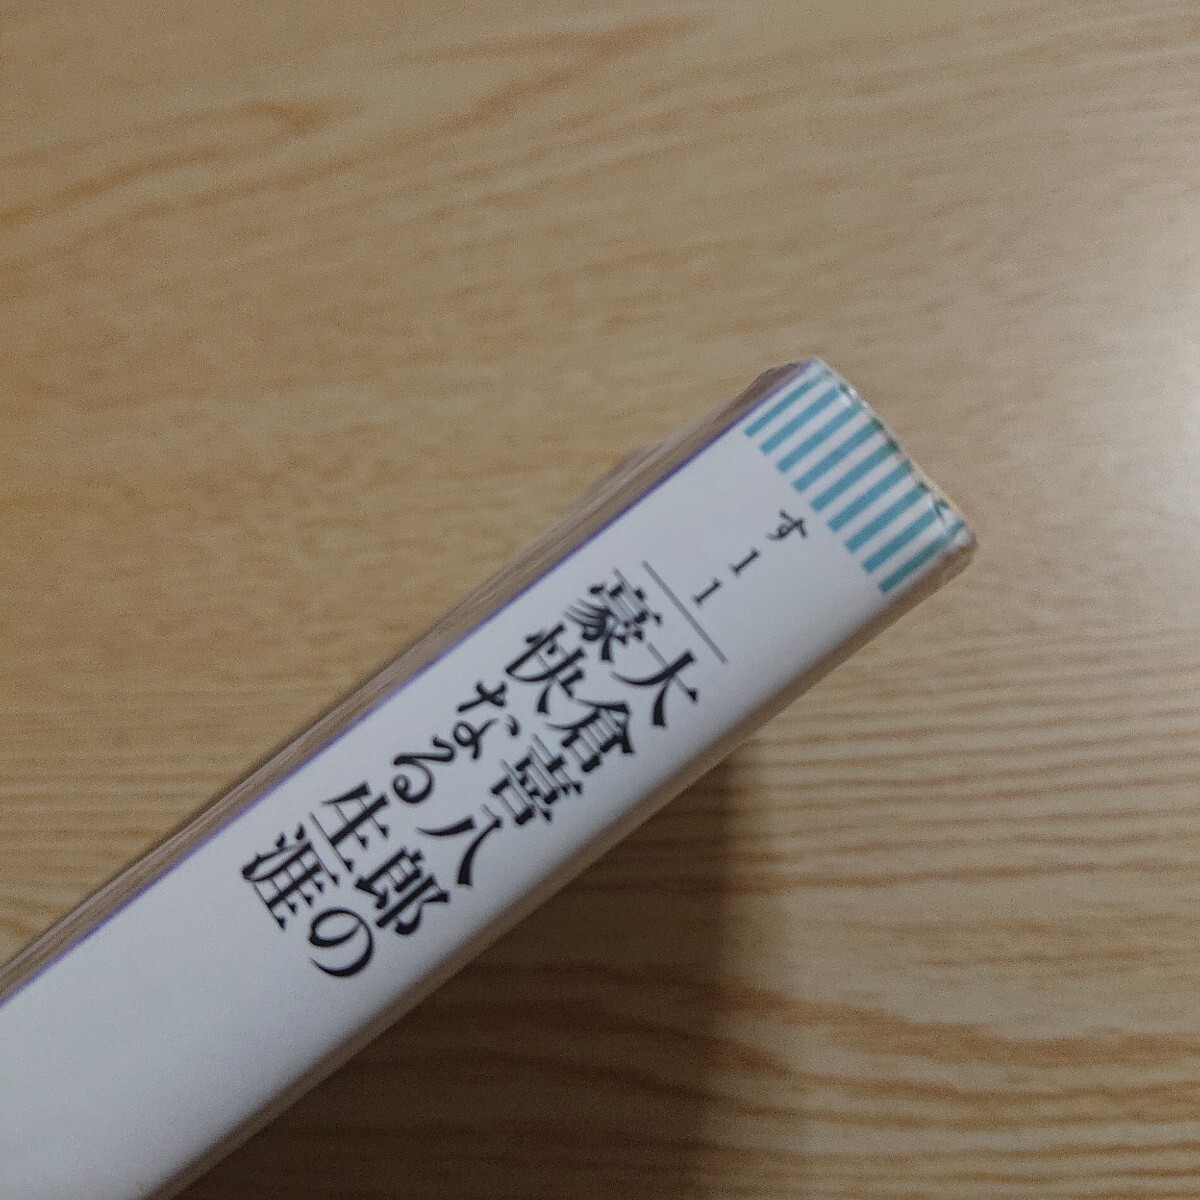 す 1 1
大倉喜八郎の
豪快なる生涯